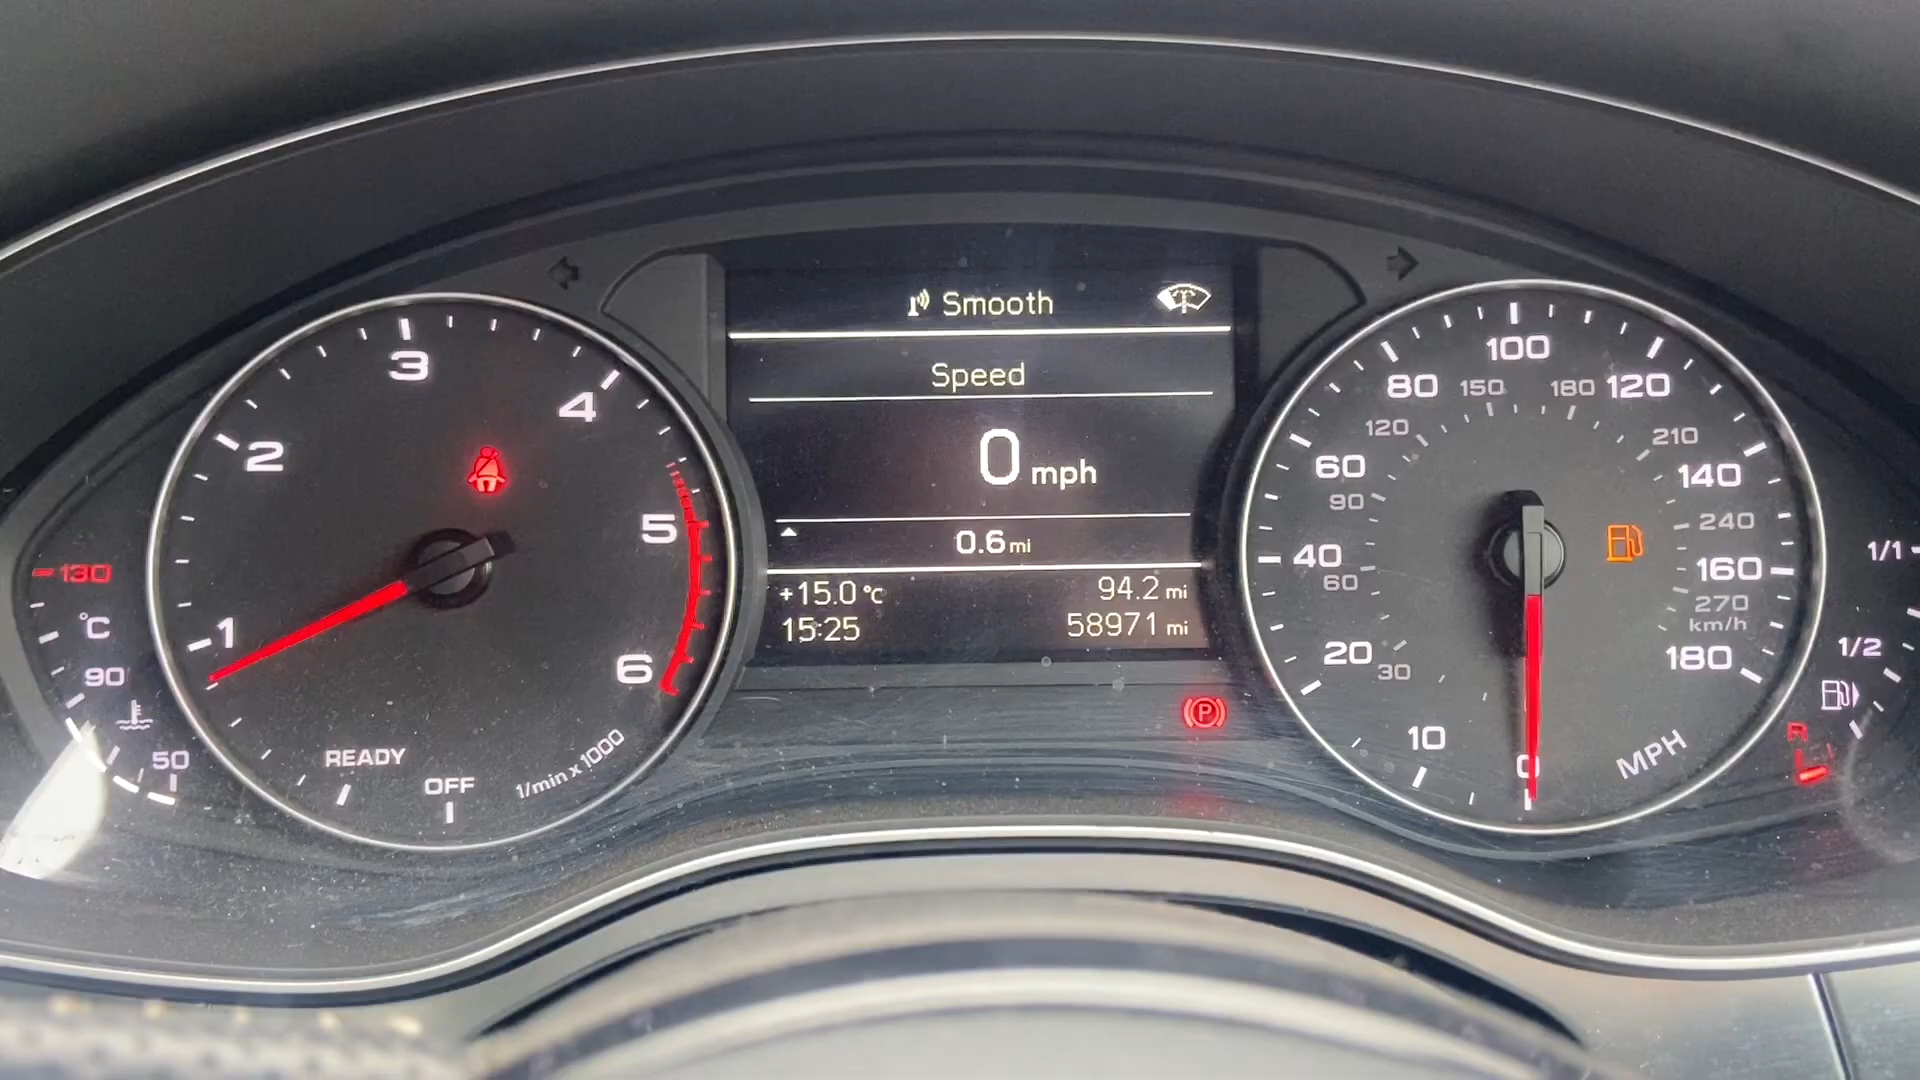 Smooth
Speed
0 mph
0.6 mi
+15.0 °C 94.2 mi
15:25 58971 mi
1
2
3
4
5
6
READY
OFF
1/min x 1000
130
°C
90
50
0
10
20
40
60
80
100
120
140
160
180
MPH
30
60
90
120
150
180
210
240
270
km/h
P
1/1
1/2
R